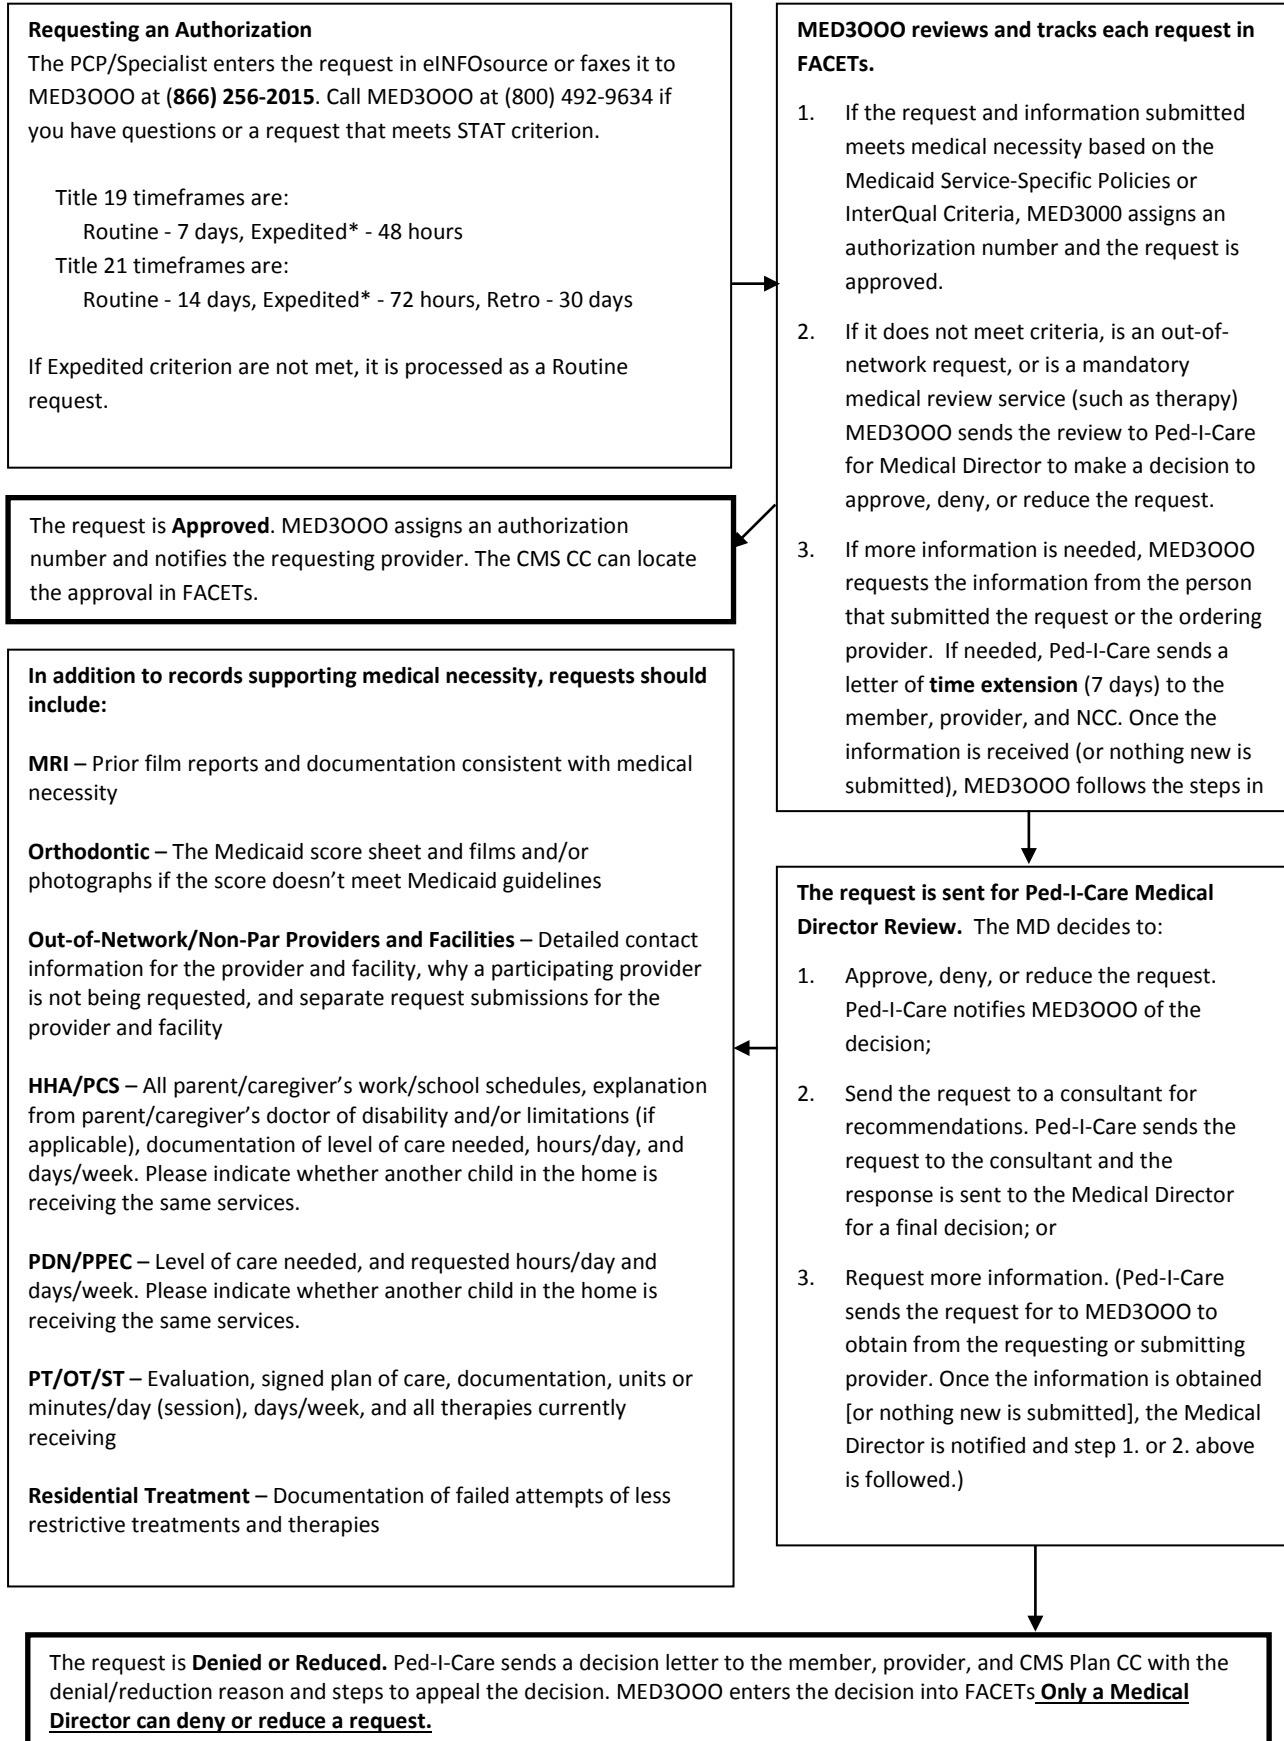 Requesting an Authorization
The PCP/Specialist enters the request in eINFOsource or faxes it to
MED3OOO at (866) 256-2015. Call MED3OOO at (800) 492-9634 if
you have questions or a request that meets STAT criterion.
Title 19 timeframes are:
Routine - 7 days, Expedited* - 48 hours
Title 21 timeframes are:
Routine - 14 days, Expedited* - 72 hours, Retro - 30 days
If Expedited criterion are not met, it is processed as a Routine
request.
MED3OOO reviews and tracks each request in
FACETs.
1. If the request and information submitted
meets medical necessity based on the
Medicaid Service-Specific Policies or
InterQual Criteria, MED3000 assigns an
authorization number and the request is
approved.
2. If it does not meet criteria, is an out-of-
network request, or is a mandatory
medical review service (such as therapy)
MED3OOO sends the review to Ped-I-Care
for Medical Director to make a decision to
approve, deny, or reduce the request.
3. If more information is needed, MED3OOO
requests the information from the person
that submitted the request or the ordering
provider.  If needed, Ped-I-Care sends a
letter of time extension (7 days) to the
member, provider, and NCC. Once the
information is received (or nothing new is
submitted), MED3OOO follows the steps in
The request is Approved. MED3OOO assigns an authorization
number and notifies the requesting provider. The CMS CC can locate
the approval in FACETs.
In addition to records supporting medical necessity, requests should
include:
MRI – Prior film reports and documentation consistent with medical
necessity
Orthodontic – The Medicaid score sheet and films and/or
photographs if the score doesn't meet Medicaid guidelines
Out-of-Network/Non-Par Providers and Facilities – Detailed contact
information for the provider and facility, why a participating provider
is not being requested, and separate request submissions for the
provider and facility
HHA/PCS – All parent/caregiver's work/school schedules, explanation
from parent/caregiver's doctor of disability and/or limitations (if
applicable), documentation of level of care needed, hours/day, and
days/week. Please indicate whether another child in the home is
receiving the same services.
PDN/PPEC – Level of care needed, and requested hours/day and
days/week. Please indicate whether another child in the home is
receiving the same services.
PT/OT/ST – Evaluation, signed plan of care, documentation, units or
minutes/day (session), days/week, and all therapies currently
receiving
Residential Treatment – Documentation of failed attempts of less
restrictive treatments and therapies
The request is sent for Ped-I-Care Medical
Director Review.  The MD decides to:
1. Approve, deny, or reduce the request.
Ped-I-Care notifies MED3OOO of the
decision;
2. Send the request to a consultant for
recommendations. Ped-I-Care sends the
request to the consultant and the
response is sent to the Medical Director
for a final decision; or
3. Request more information. (Ped-I-Care
sends the request for to MED3OOO to
obtain from the requesting or submitting
provider. Once the information is obtained
[or nothing new is submitted], the Medical
Director is notified and step 1. or 2. above
is followed.)
The request is Denied or Reduced. Ped-I-Care sends a decision letter to the member, provider, and CMS Plan CC with the
denial/reduction reason and steps to appeal the decision. MED3OOO enters the decision into FACETs Only a Medical
Director can deny or reduce a request.